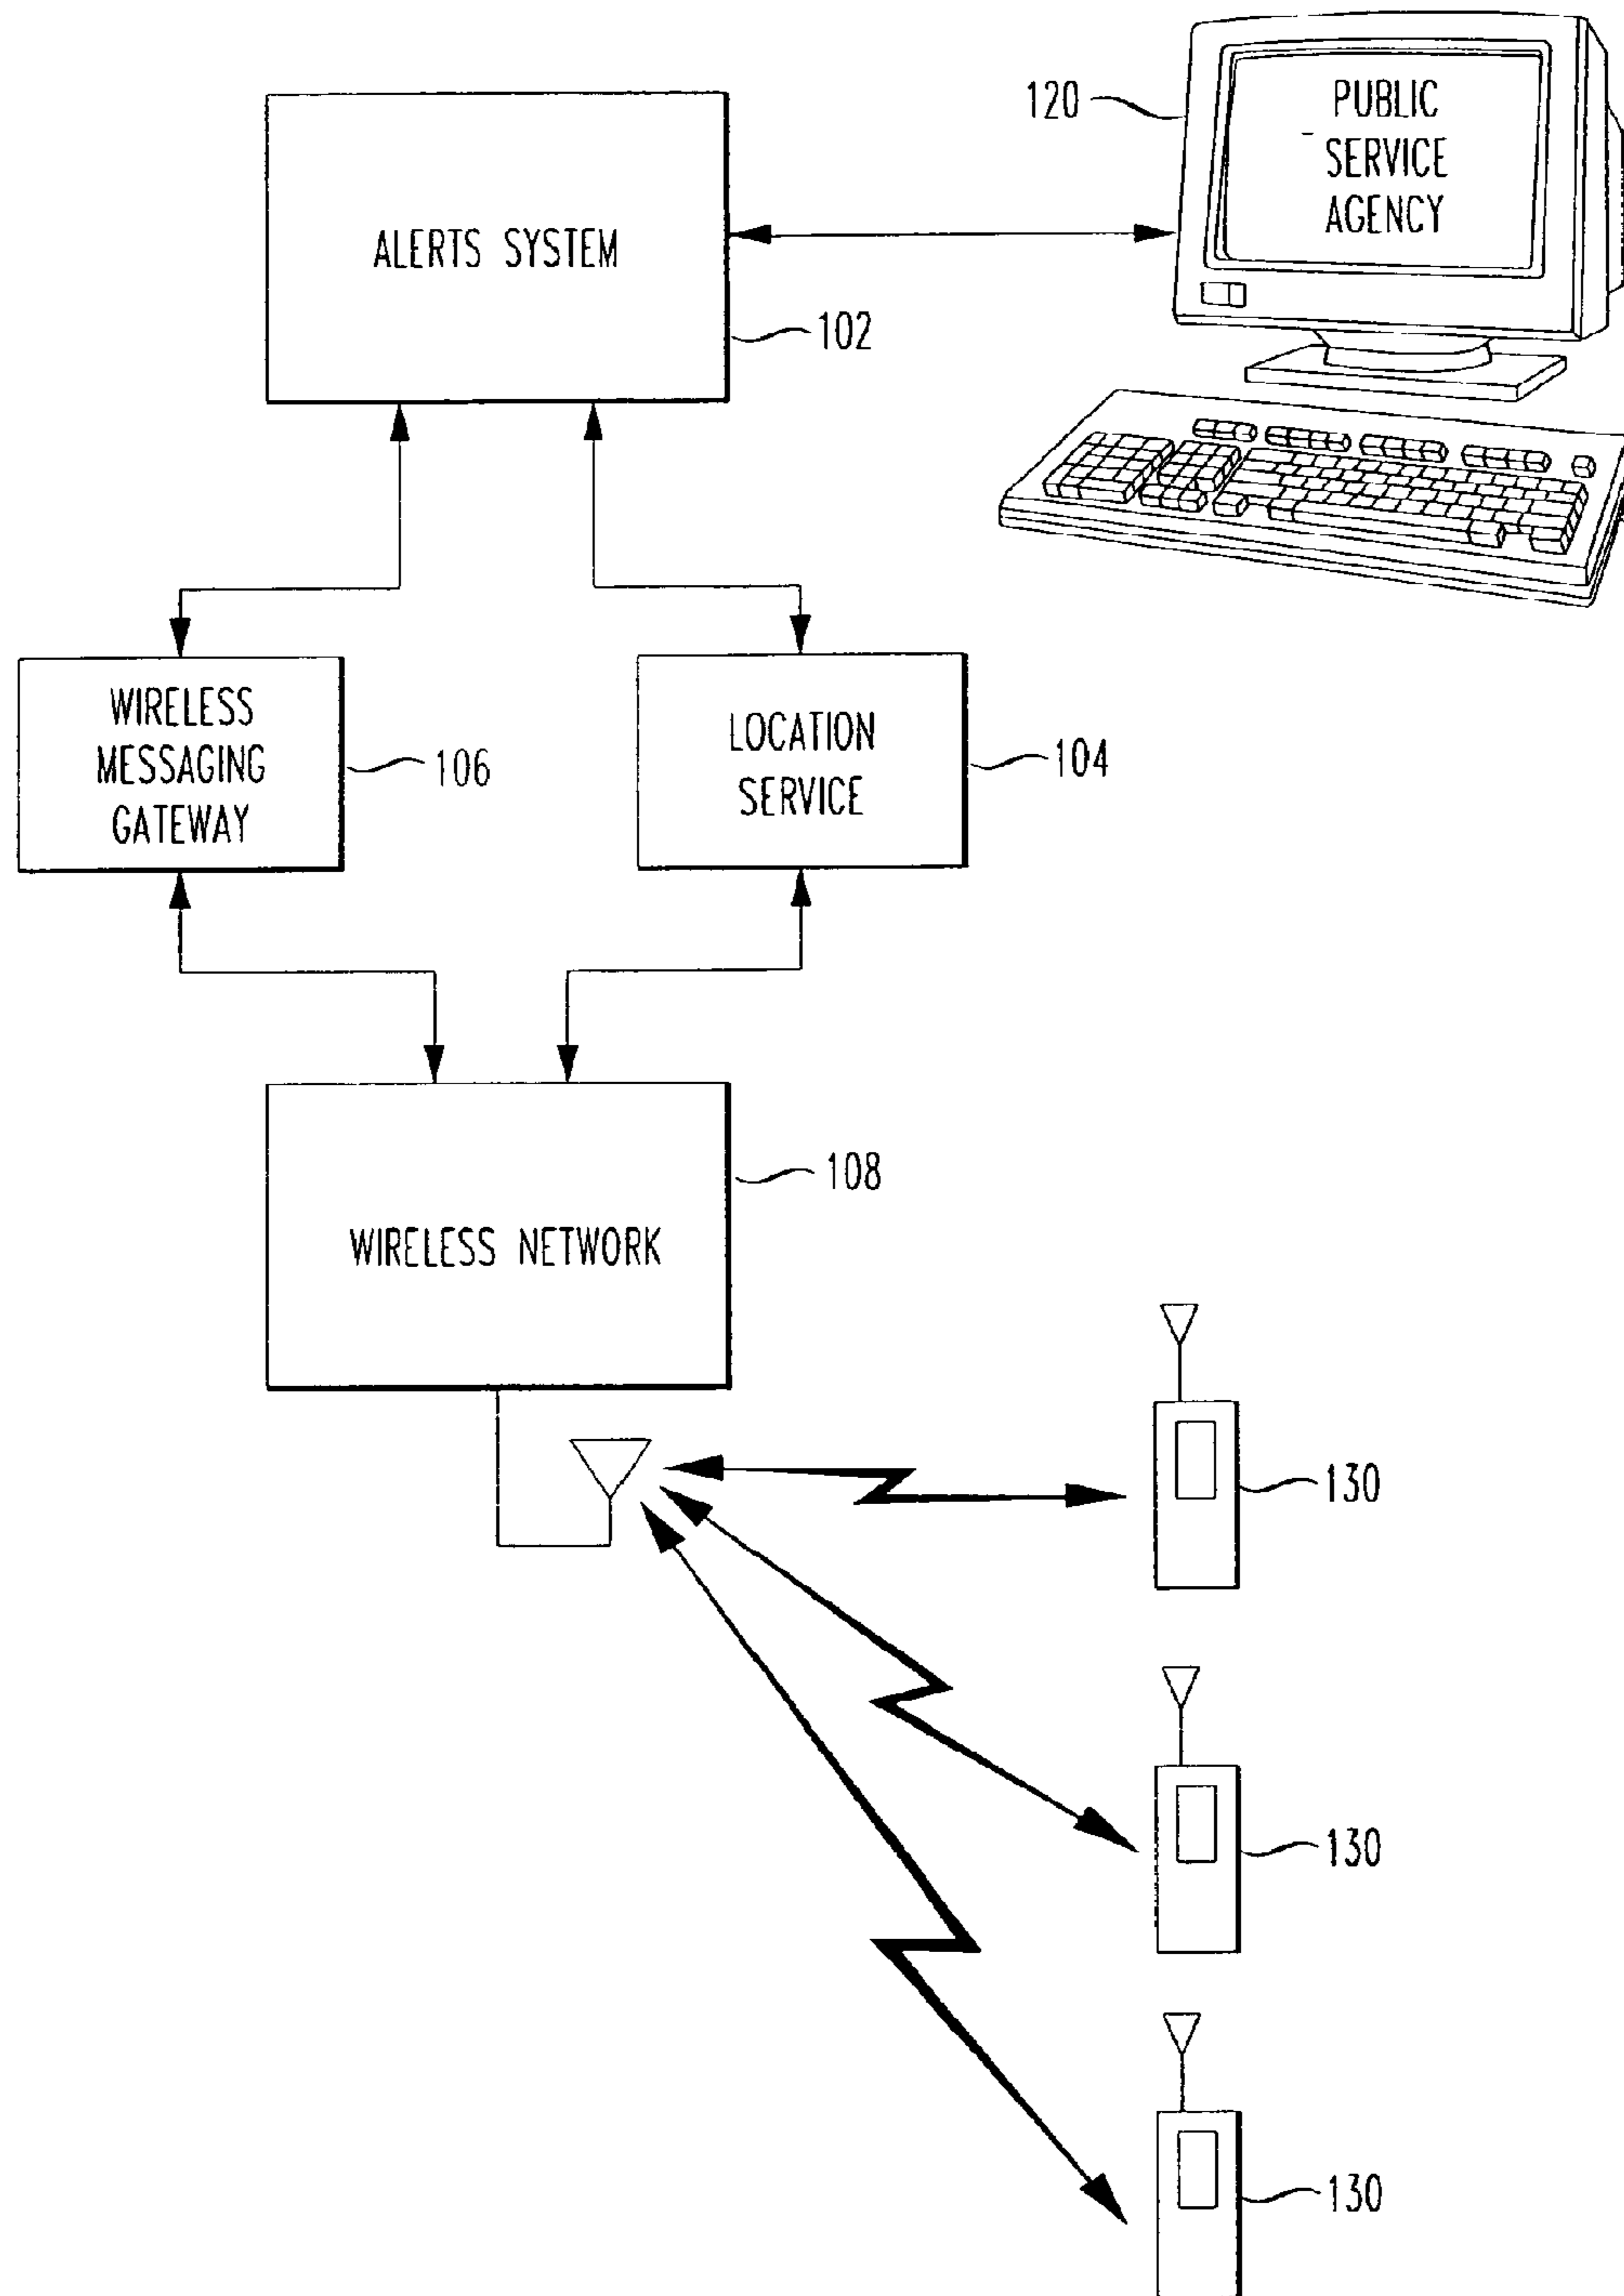 120
PUBLIC
SERVICE
AGENCY
ALERTS SYSTEM
102
WIRELESS
MESSAGING
GATEWAY
106
LOCATION
SERVICE
104
108
WIRELESS NETWORK
130
130
130